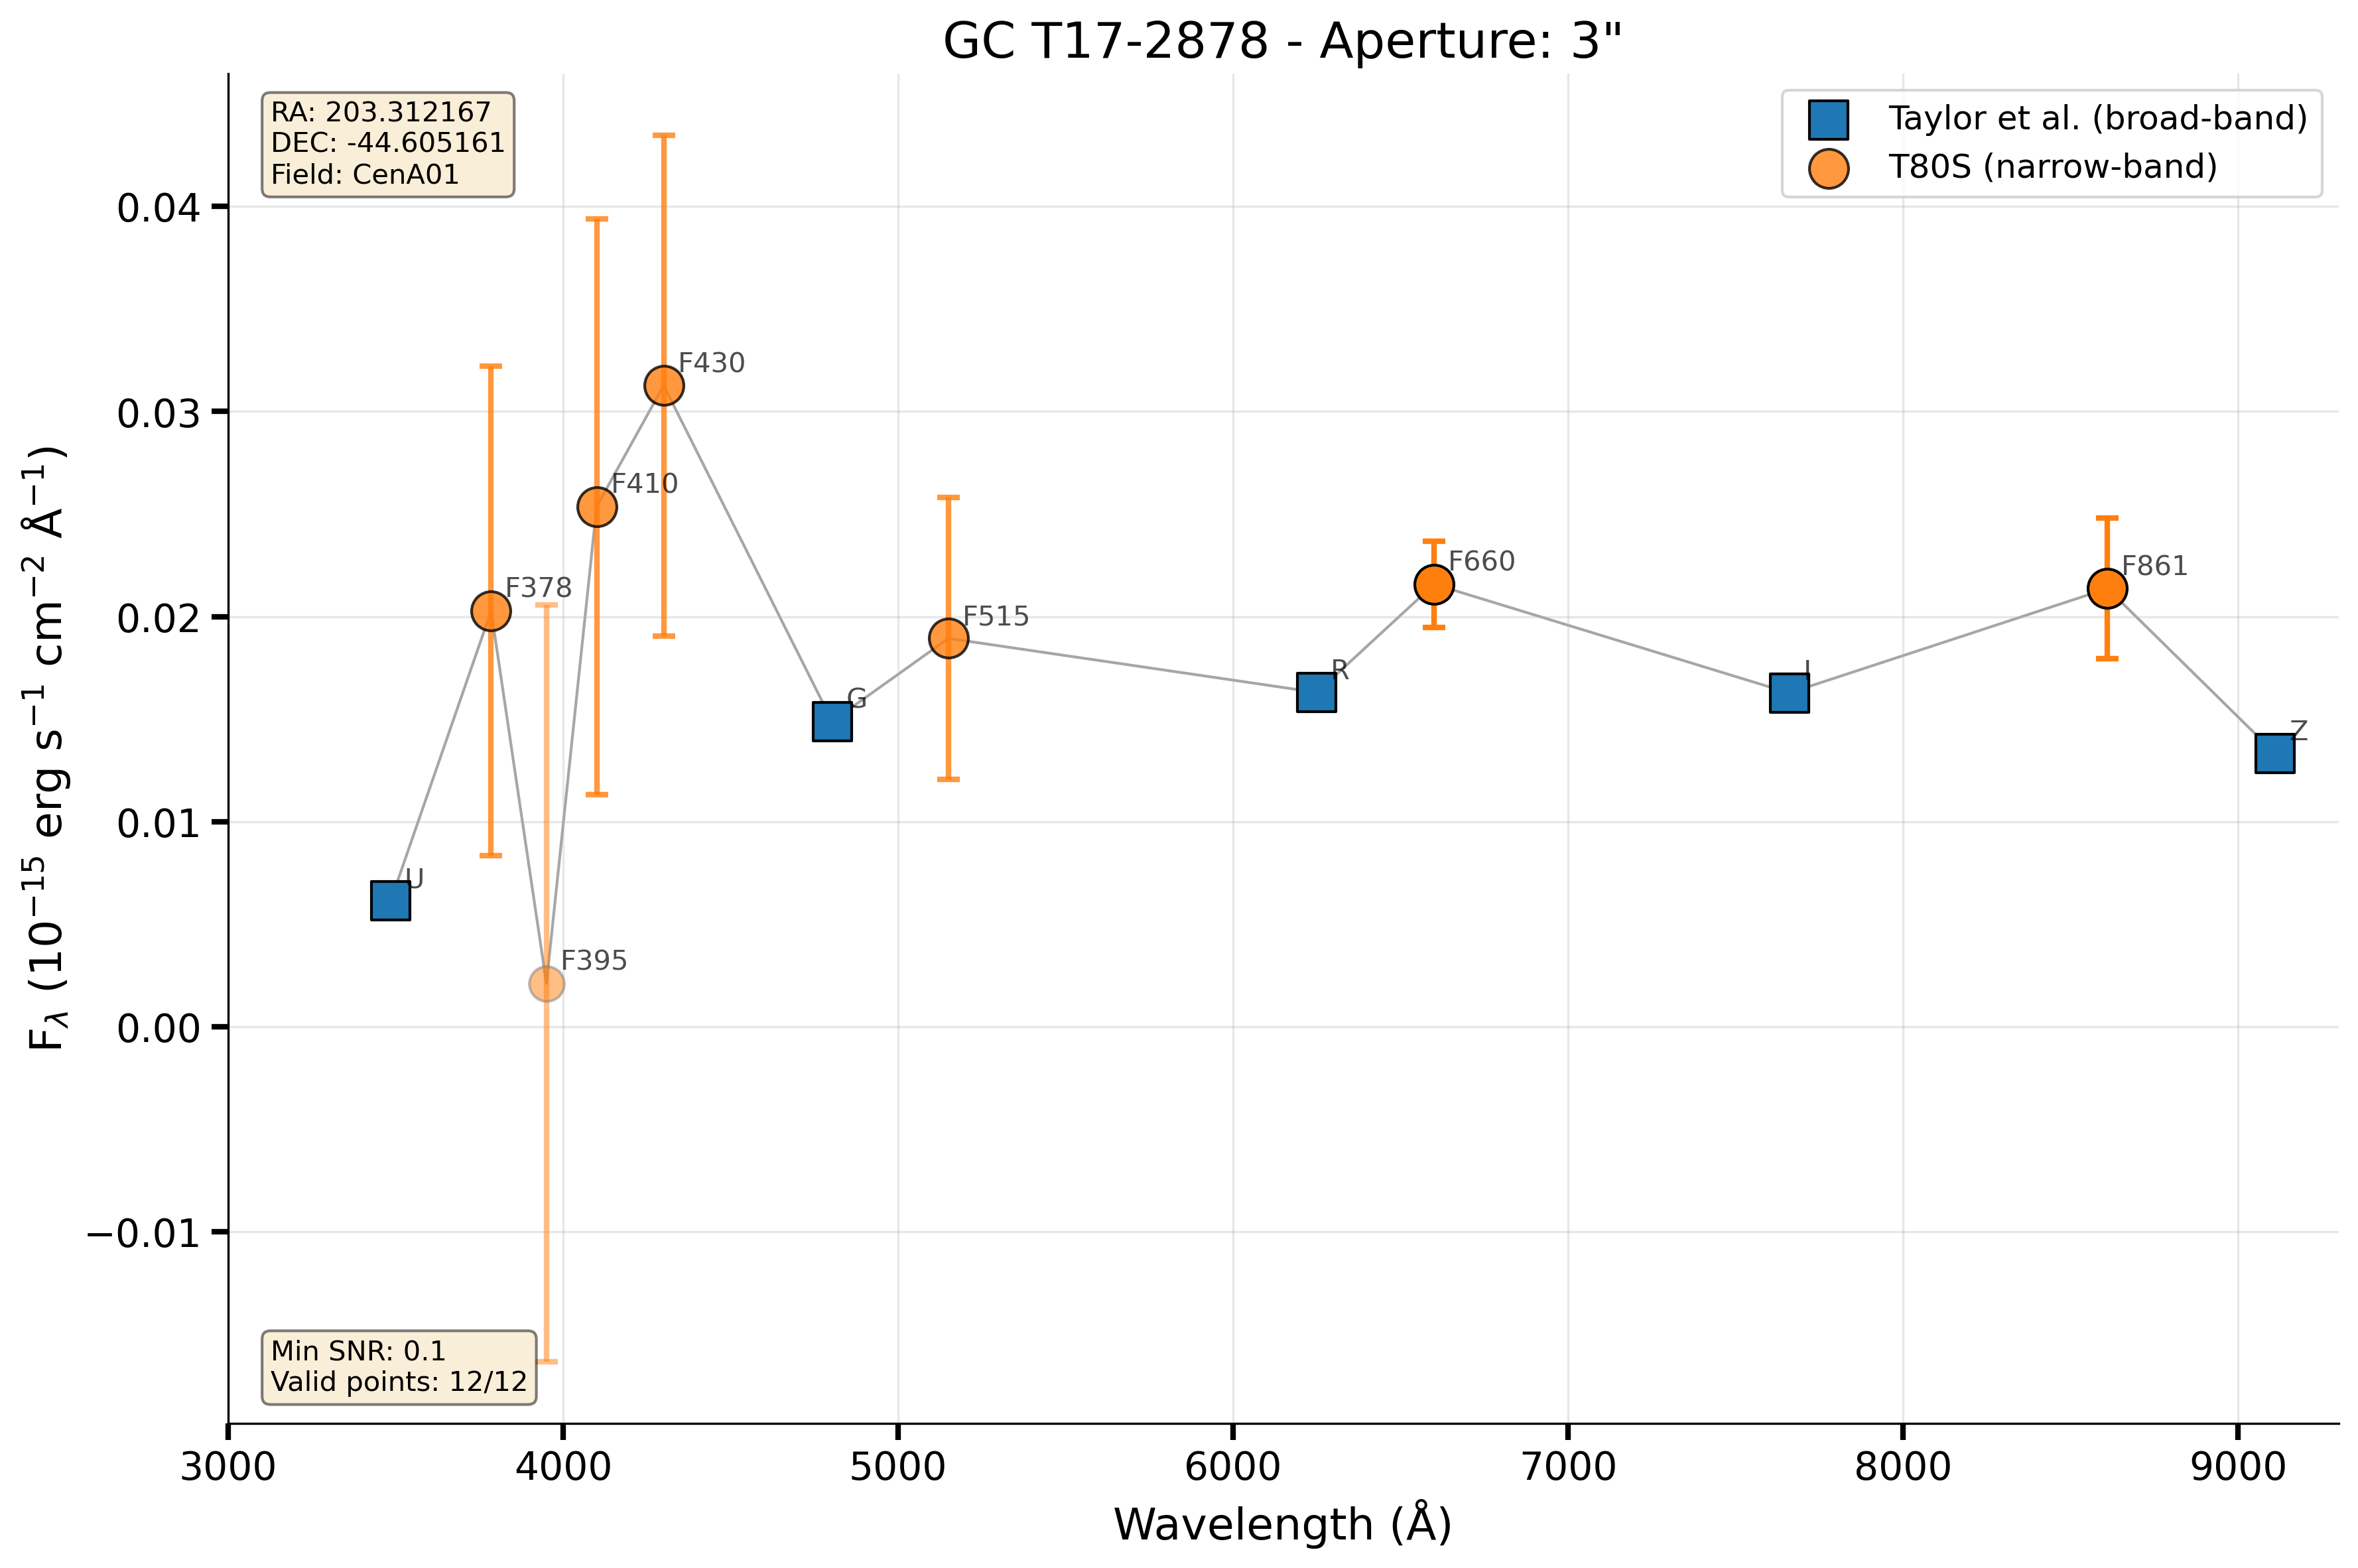 GC T17-2878 - Aperture: 3"
RA: 203.312167
DEC: -44.605161
Field: CenA01
Taylor et al. (broad-band)
T80S (narrow-band)
F430
F410
F378
F395
U
G
F515
R
F660
I
F861
Z
0.04
0.03
0.02
0.01
0.00
−0.01
F_λ (10⁻¹⁵ erg s⁻¹ cm⁻² Å⁻¹)
Min SNR: 0.1
Valid points: 12/12
3000 4000 5000 6000 7000 8000 9000
Wavelength (Å)